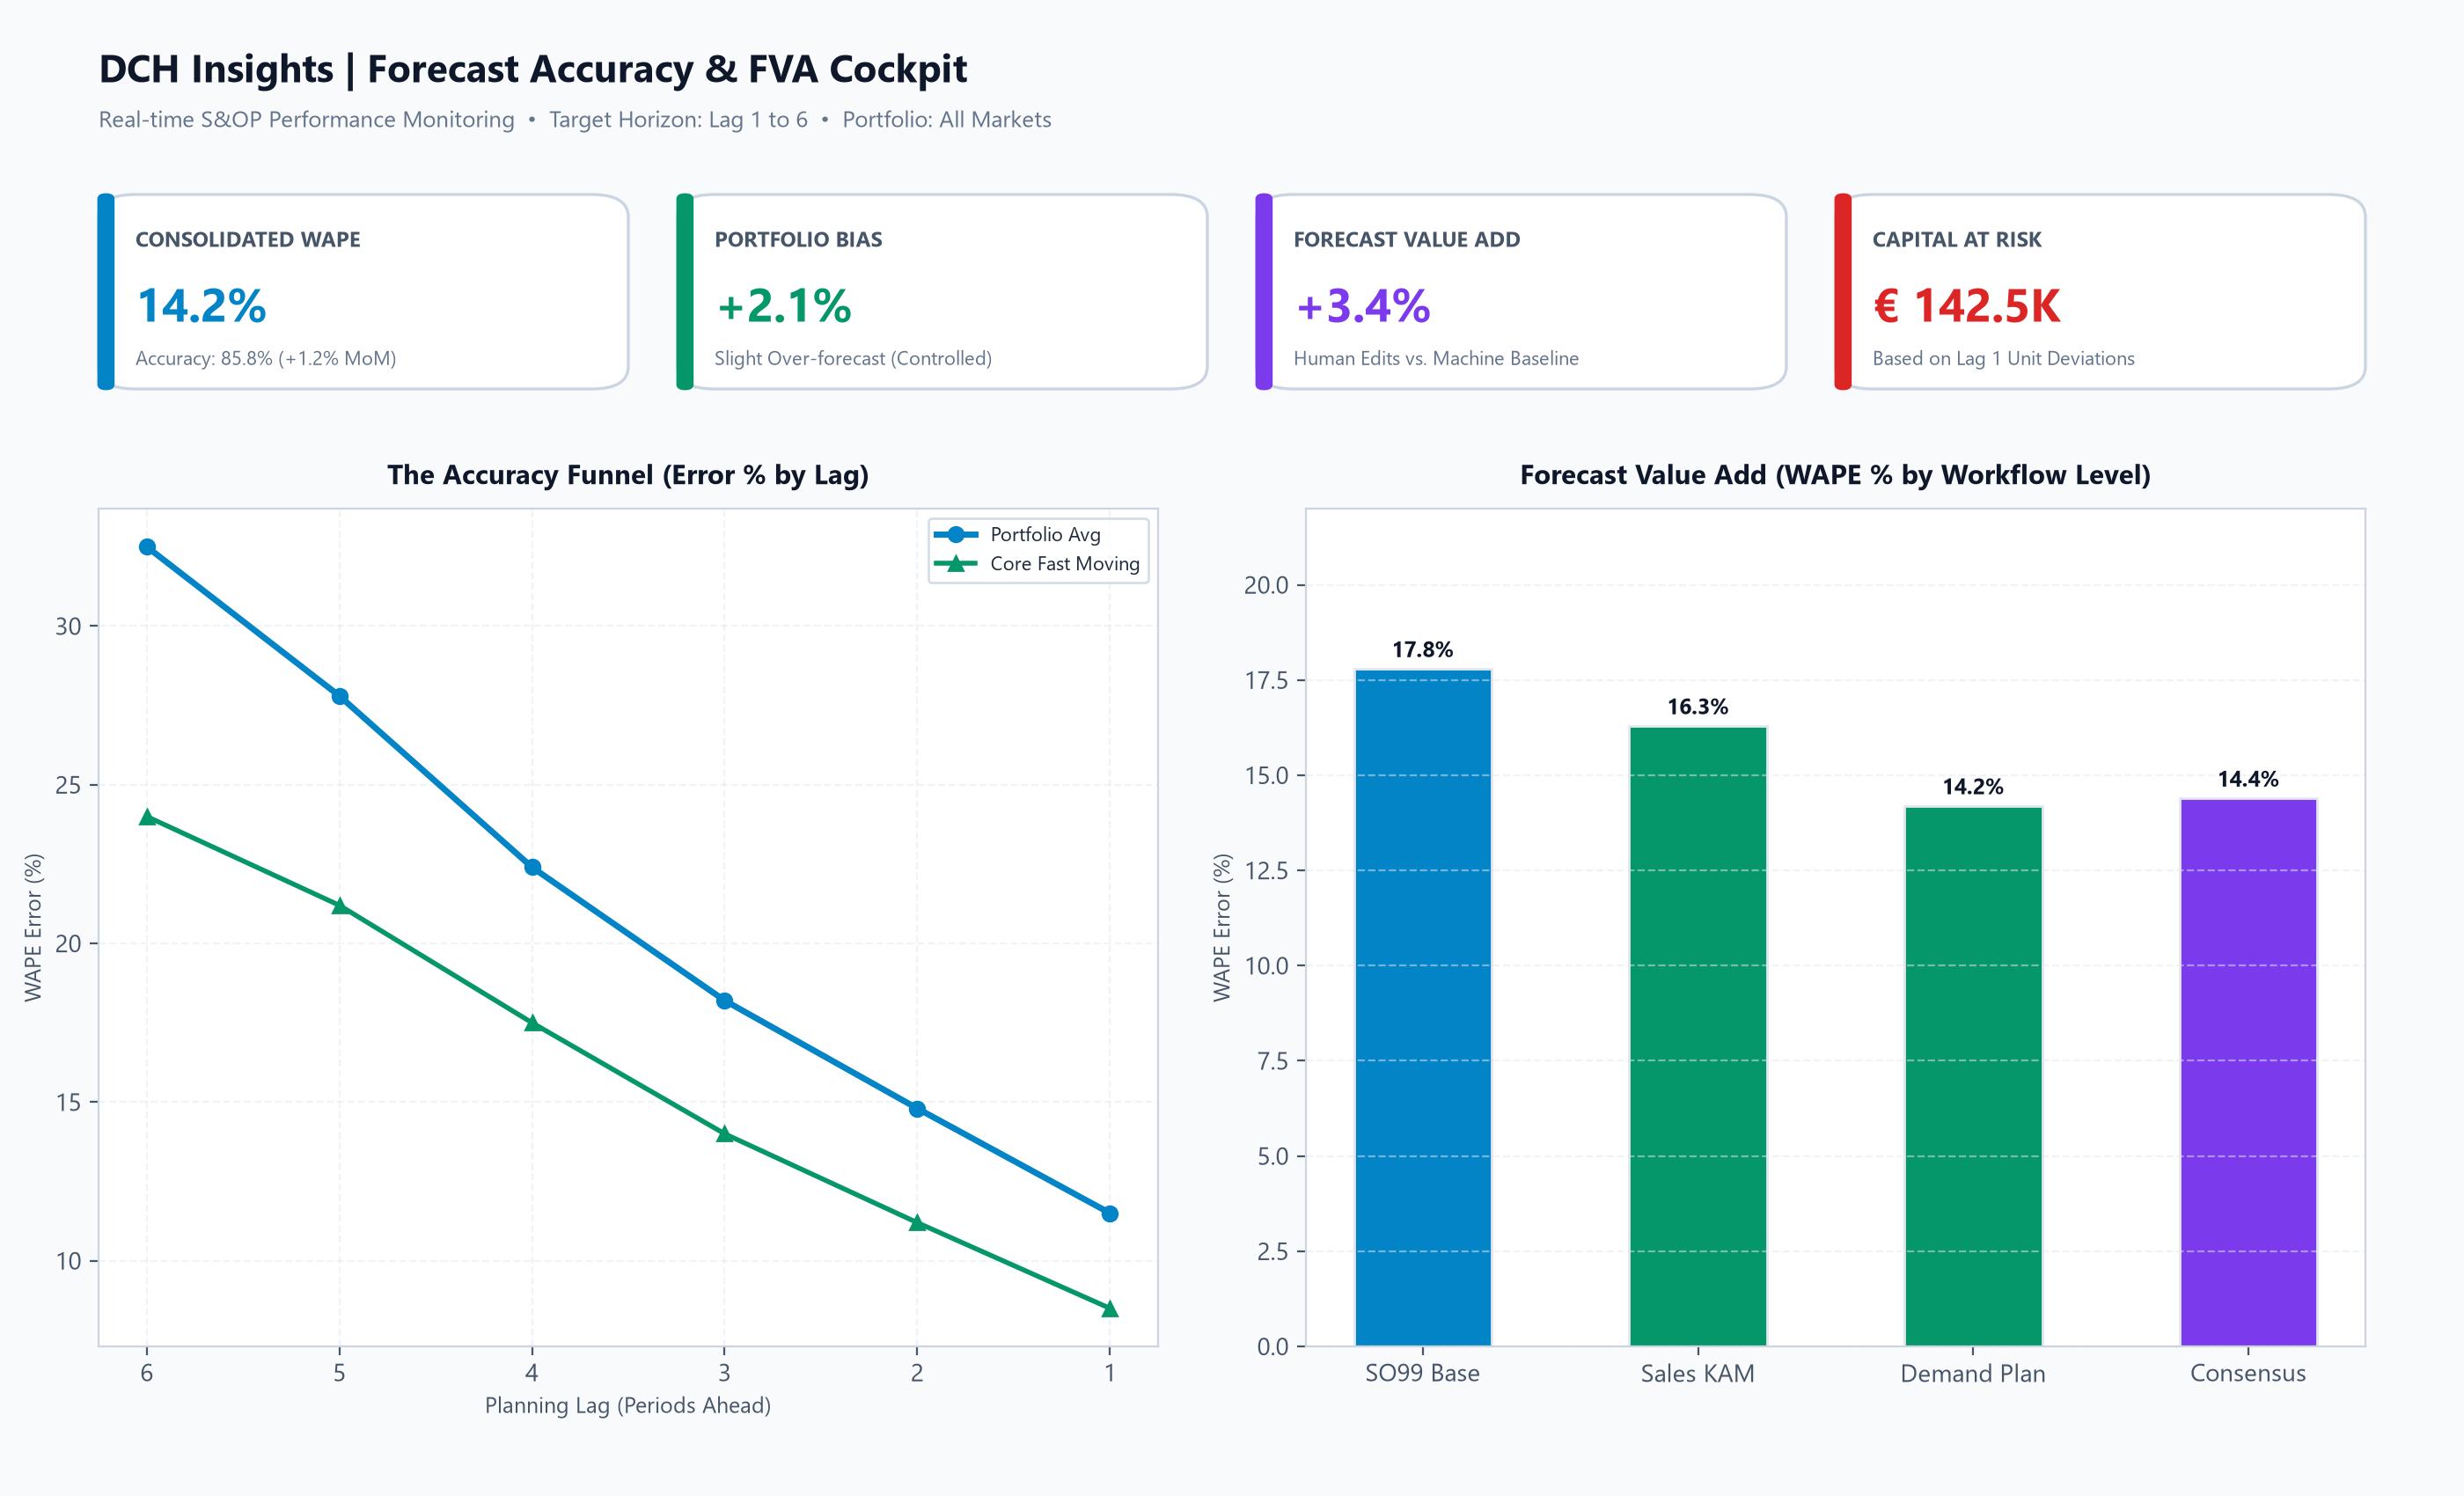 DCH Insights | Forecast Accuracy & FVA Cockpit
Real-time S&OP Performance Monitoring • Target Horizon: Lag 1 to 6 • Portfolio: All Markets
CONSOLIDATED WAPE
14.2%
Accuracy: 85.8% (+1.2% MoM)
PORTFOLIO BIAS
+2.1%
Slight Over-forecast (Controlled)
FORECAST VALUE ADD
+3.4%
Human Edits vs. Machine Baseline
CAPITAL AT RISK
€ 142.5K
Based on Lag 1 Unit Deviations
The Accuracy Funnel (Error % by Lag)
Portfolio Avg
Core Fast Moving
WAPE Error (%)
30
25
20
15
10
6 5 4 3 2 1
Planning Lag (Periods Ahead)
Forecast Value Add (WAPE % by Workflow Level)
WAPE Error (%)
20.0
17.5
15.0
12.5
10.0
7.5
5.0
2.5
0.0
17.8%
16.3%
14.2%
14.4%
SO99 Base
Sales KAM
Demand Plan
Consensus